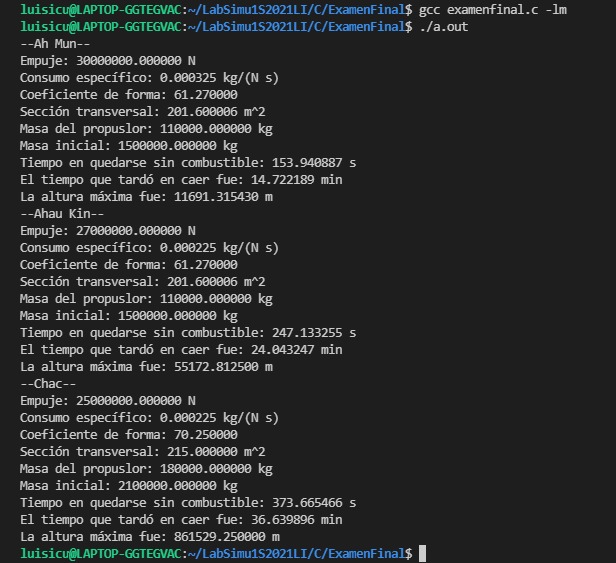 luisicu@LAPTOP-GGTEGVAC:~/LabSimu1S2021LI/C/ExamenFinal$ gcc examenfinal.c -lm
luisicu@LAPTOP-GGTEGVAC:~/LabSimu1S2021LI/C/ExamenFinal$ ./a.out
--Ah Mun--
Empuje: 30000000.000000 N
Consumo específico: 0.000325 kg/(N s)
Coeficiente de forma: 61.270000
Sección transversal: 201.600006 m^2
Masa del propuslor: 110000.000000 kg
Masa inicial: 1500000.000000 kg
Tiempo en quedarse sin combustible: 153.940887 s
El tiempo que tardó en caer fue: 14.722189 min
La altura máxima fue: 11691.315430 m
--Ahau Kin--
Empuje: 27000000.000000 N
Consumo específico: 0.000225 kg/(N s)
Coeficiente de forma: 61.270000
Sección transversal: 201.600006 m^2
Masa del propuslor: 110000.000000 kg
Masa inicial: 1500000.000000 kg
Tiempo en quedarse sin combustible: 247.133255 s
El tiempo que tardó en caer fue: 24.043247 min
La altura máxima fue: 55172.812500 m
--Chac--
Empuje: 25000000.000000 N
Consumo específico: 0.000225 kg/(N s)
Coeficiente de forma: 70.250000
Sección transversal: 215.000000 m^2
Masa del propuslor: 180000.000000 kg
Masa inicial: 2100000.000000 kg
Tiempo en quedarse sin combustible: 373.665466 s
El tiempo que tardó en caer fue: 36.639896 min
La altura máxima fue: 861529.250000 m
luisicu@LAPTOP-GGTEGVAC:~/LabSimu1S2021LI/C/ExamenFinal$